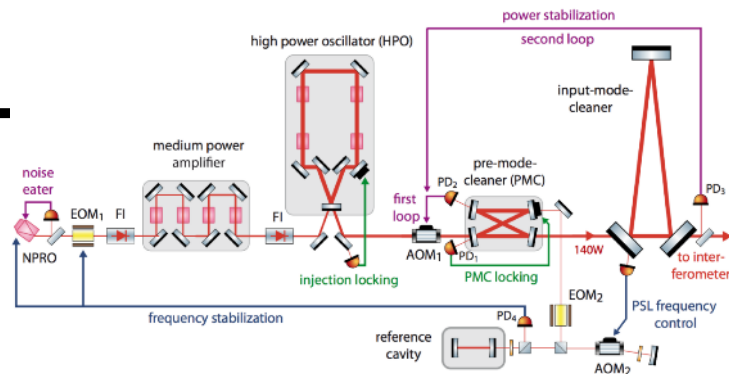 high power oscillator (HPO)
power stabilization
second loop
input-mode-
cleaner
medium power
amplifier
noise
eater
EOM1
FI
NPRO
FI
first
loop
PD2
pre-mode-
cleaner (PMC)
PD3
AOM1
PD1
140W
to inter-
ferometer
injection locking
PMC locking
EOM2
PSL frequency
control
frequency stabilization
PD4
reference
cavity
AOM2